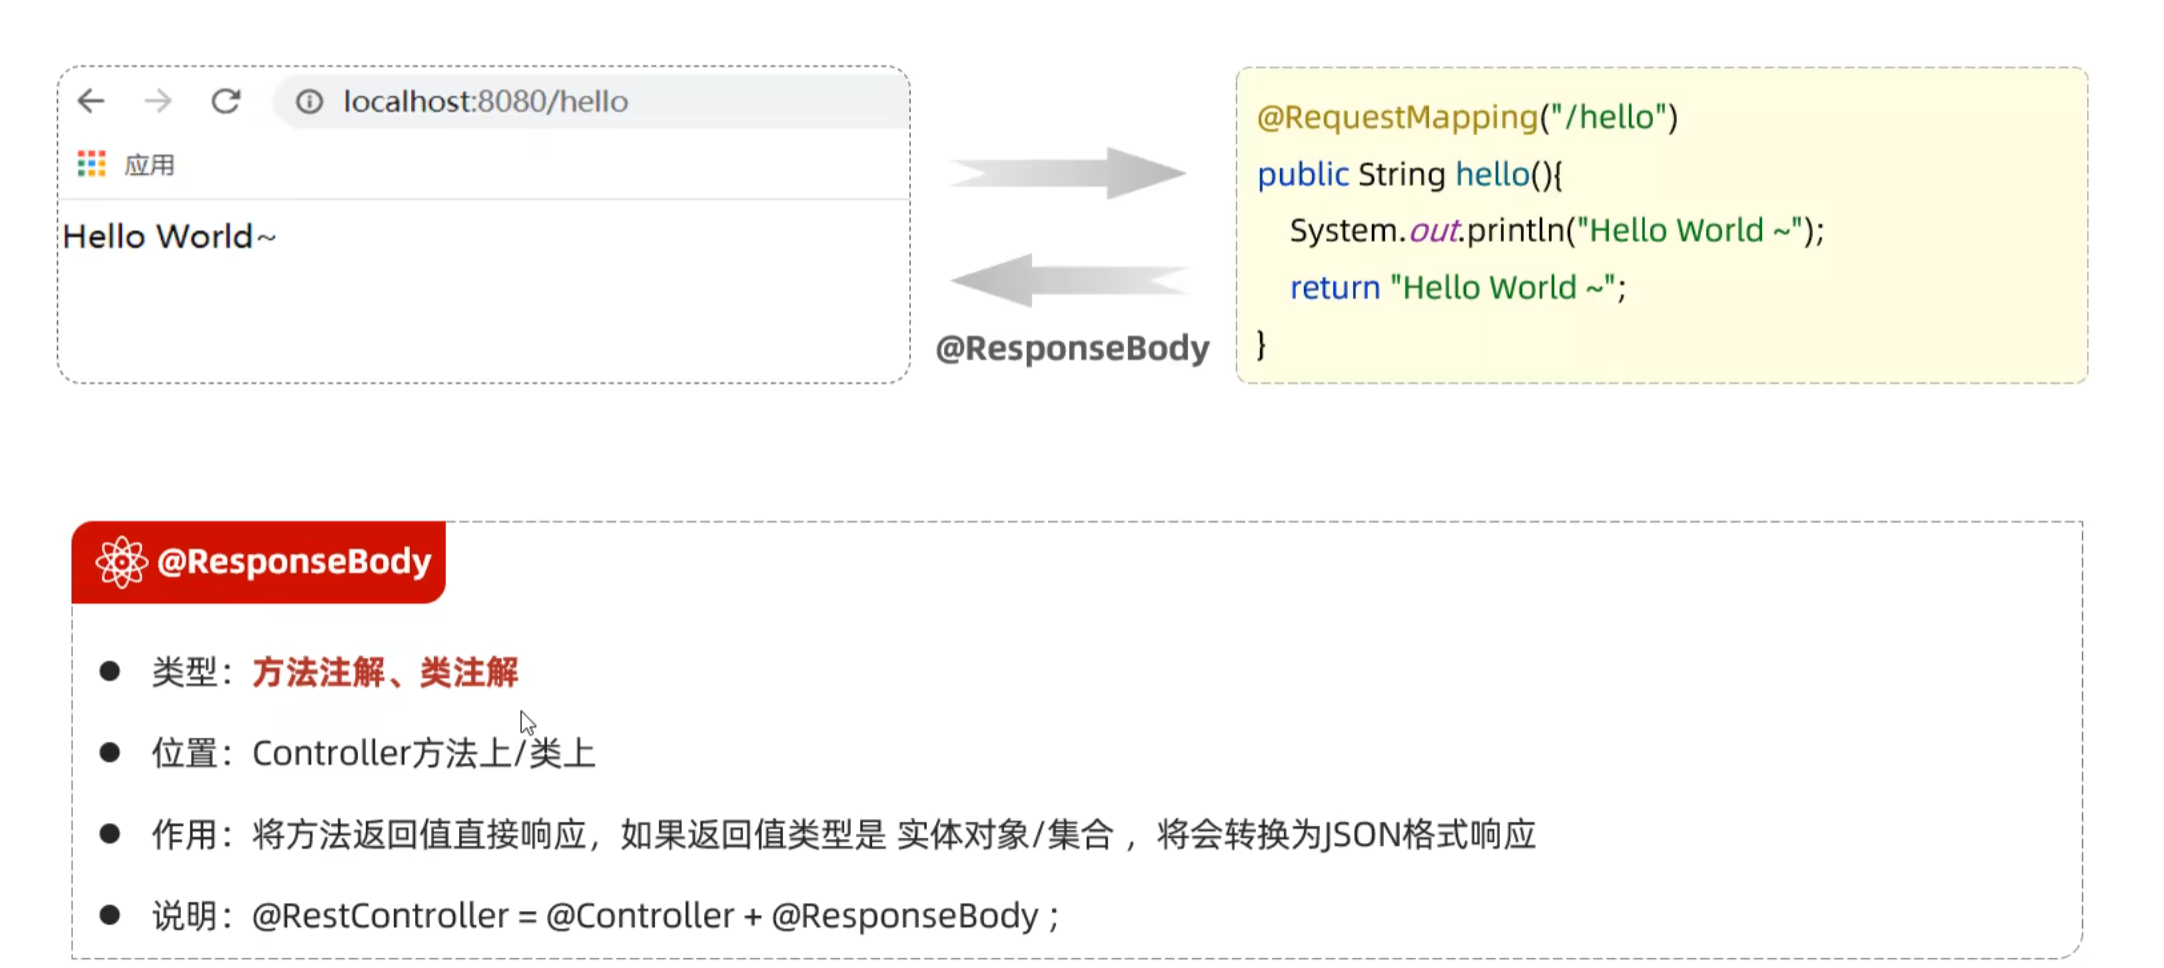 localhost:8080/hello
应用
Hello World~
@ResponseBody
@RequestMapping("/hello")
public String hello(){
    System.out.println("Hello World ~");
    return "Hello World ~";
}
@ResponseBody
● 类型：方法注解、类注解
● 位置：Controller方法上/类上
● 作用：将方法返回值直接响应，如果返回值类型是 实体对象/集合 ，将会转换为JSON格式响应
● 说明：@RestController = @Controller + @ResponseBody ;